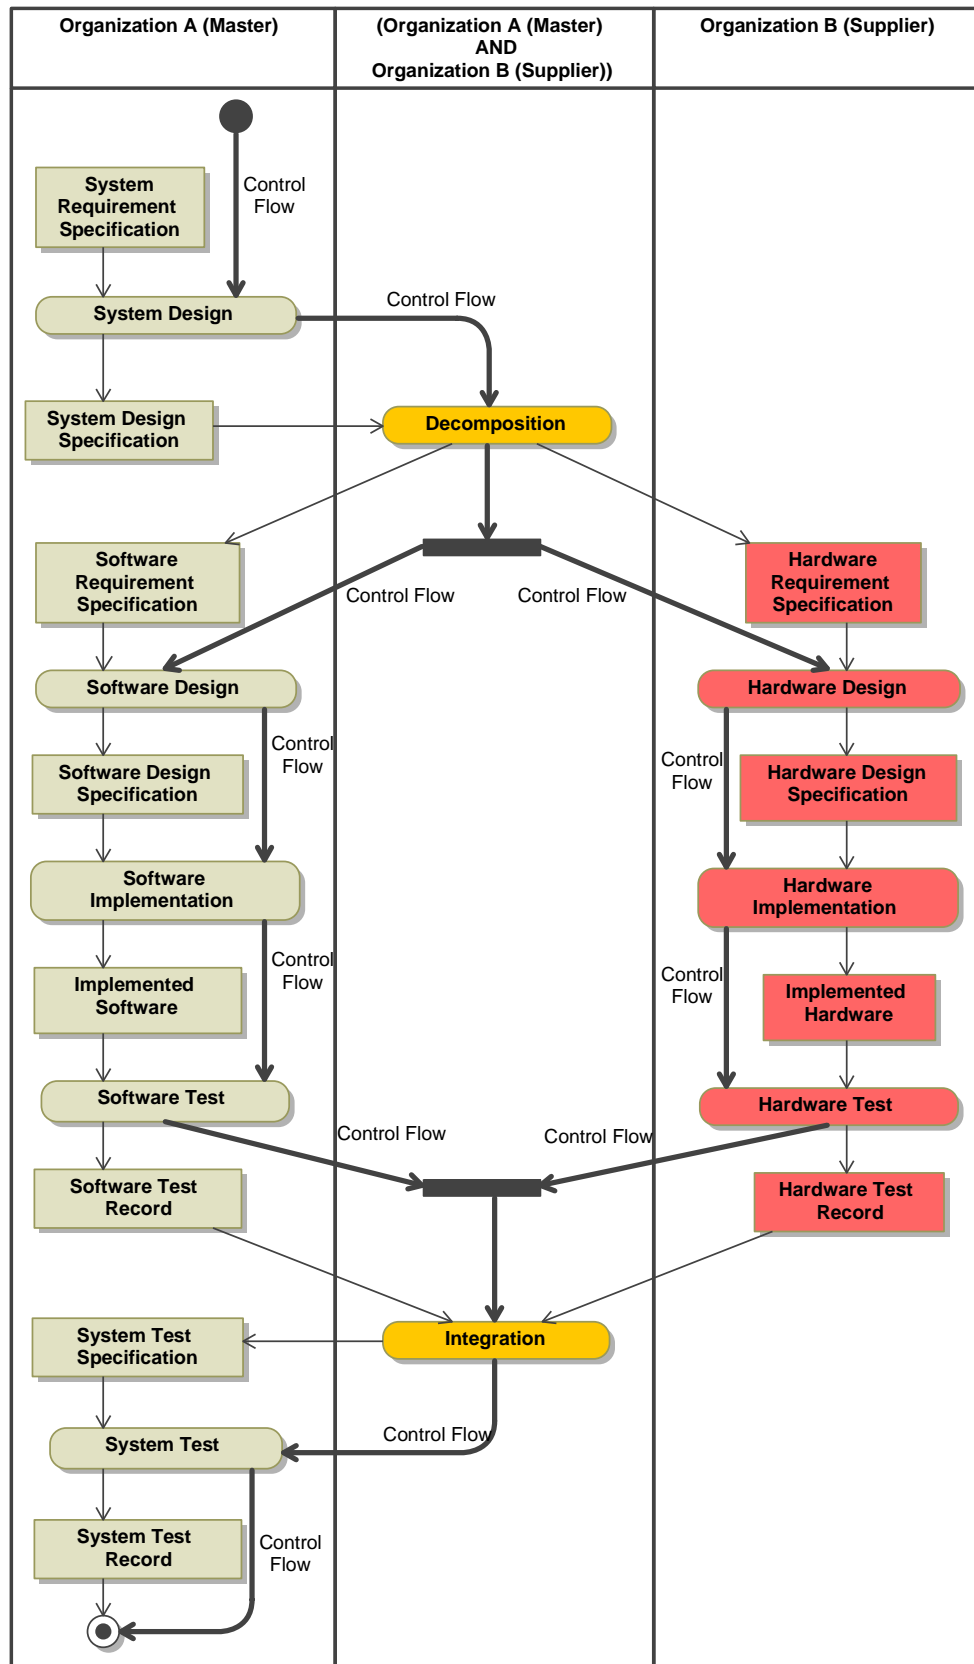 Organization A (Master)
(Organization A (Master)
AND
Organization B (Supplier))
Organization B (Supplier)
System
Requirement
Specification
Control
Flow
System Design
Control Flow
System Design
Specification
Decomposition
Software
Requirement
Specification
Control Flow
Control Flow
Hardware
Requirement
Specification
Software Design
Hardware Design
Control
Flow
Control
Flow
Software Design
Specification
Hardware Design
Specification
Software
Implementation
Hardware
Implementation
Control
Flow
Control
Flow
Implemented
Software
Implemented
Hardware
Software Test
Hardware Test
Control Flow
Control Flow
Software Test
Record
Hardware Test
Record
System Test
Specification
Integration
Control Flow
System Test
System Test
Record
Control
Flow